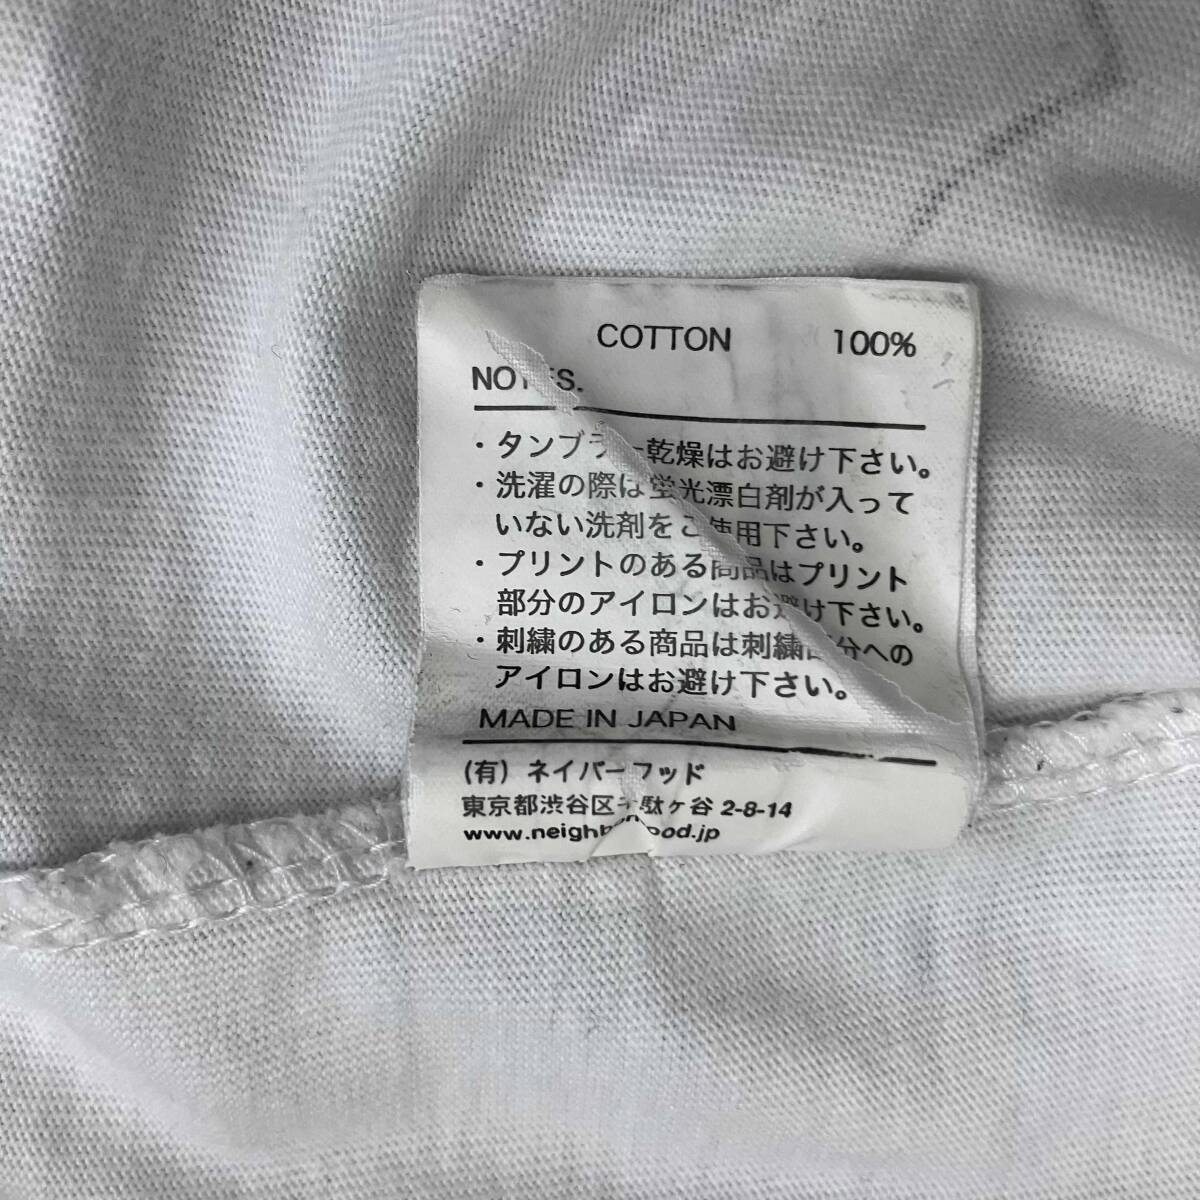 COTTON 100%
NOTES.
・タンブラー乾燥はお避け下さい。
・洗濯の際は蛍光漂白剤が入って
いない洗剤をご使用下さい。
・プリントのある商品はプリント
部分のアイロンはお避け下さい。
・刺繍のある商品は刺繍部分への
アイロンはお避け下さい。
MADE IN JAPAN
(有) ネイバーフッド
東京都渋谷区千駄ヶ谷 2-8-14
www.neighborhood.jp